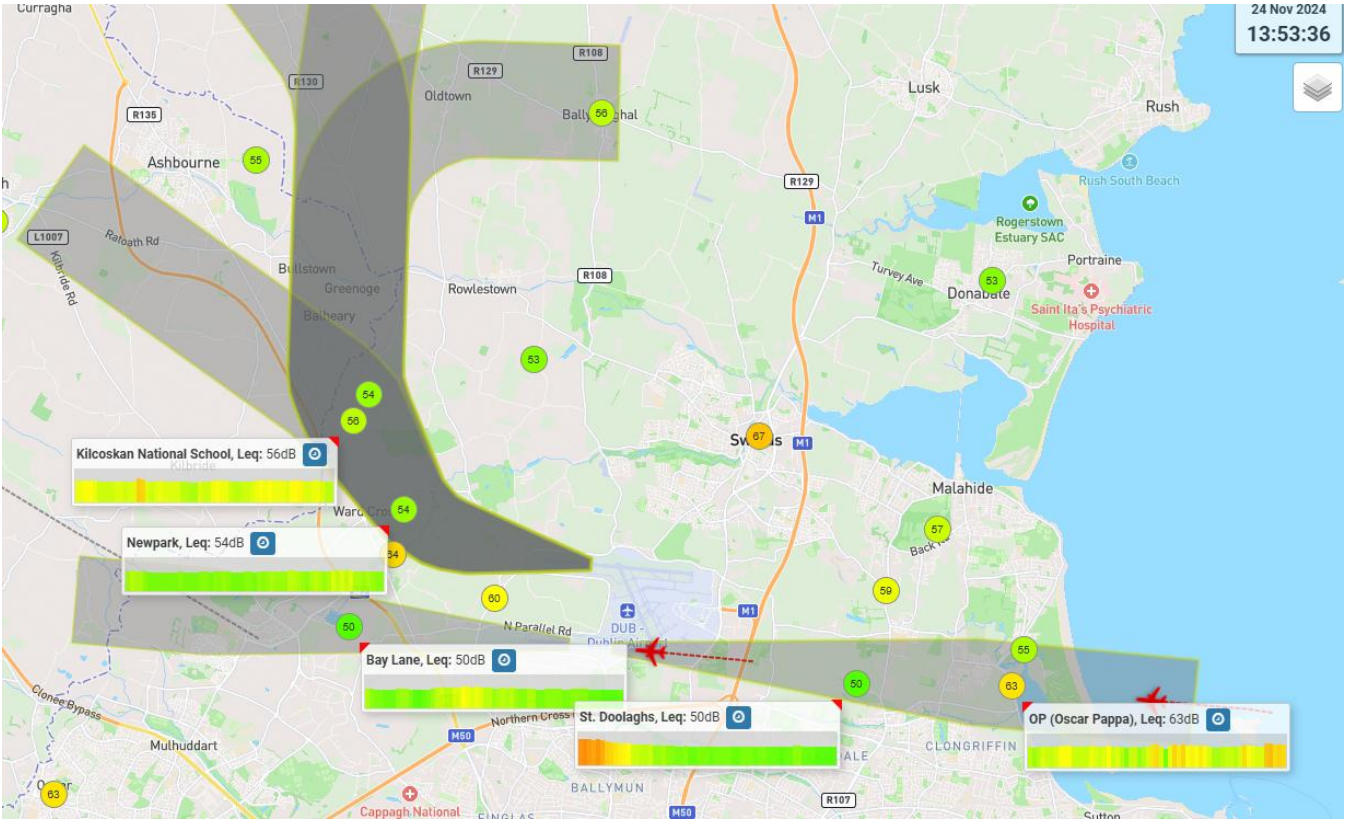 Curragha
24 Nov 2024
13:53:36
R108
R129
R130
Oldtown
Lusk
Rush
R135
56
Ashbourne
55
Rush South Beach
R129
M1
Rogerstown
Estuary SAC
L1007
Ratoath Rd
Kilbride Rd
Bullstown
Greenoge
R108
Rowlestown
Turvey Ave
Portraine
53
Donabate
Saint Ita's Psychiatric
Hospital
Balheary
53
54
56
67
M1
Kilcoskan National School, Leq: 56dB
Kilbride
Malahide
54
57
Newpark, Leq: 54dB
60
59
N Parallel Rd
M1
DUB -
Dublin Airport
50
55
Bay Lane, Leq: 50dB
50
63
Clonee Bypass
Northern Cross
St. Doolaghs, Leq: 50dB
OP (Oscar Pappa), Leq: 63dB
M50
Mulhuddart
CLONGRIFFIN
BALLYMUN
63
R107
Cappagh National
FINGLAS
M50
Sutton